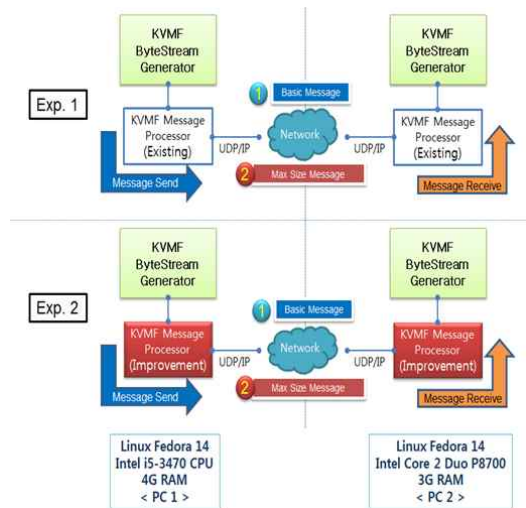 KVMF
ByteStream
Generator
KVMF
ByteStream
Generator
Exp. 1
1
Basic Message
KVMF Message
Processor
(Existing)
UDP/IP
Network
UDP/IP
KVMF Message
Processor
(Existing)
Message Send
2
Max Size Message
Message Receive
KVMF
ByteStream
Generator
KVMF
ByteStream
Generator
Exp. 2
1
Basic Message
KVMF Message
Processor
(Improvement)
UDP/IP
Network
UDP/IP
KVMF Message
Processor
(Improvement)
Message Send
2
Max Size Message
Message Receive
Linux Fedora 14
Intel i5-3470 CPU
4G RAM
< PC 1 >
Linux Fedora 14
Intel Core 2 Duo P8700
3G RAM
< PC 2 >